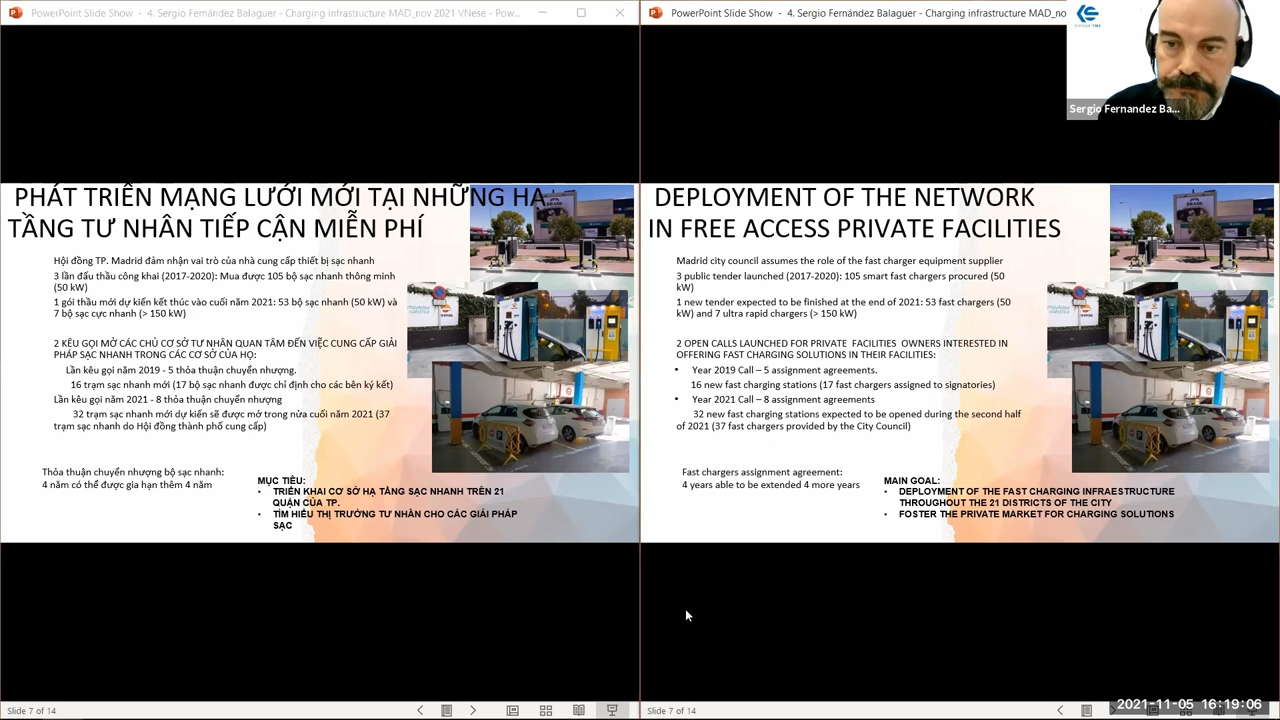 PowerPoint Slide Show - 4. Sergio Fernández Balaguer - Charging infrastructure MAD_nov 2021 VNese - Pow...
PHÁT TRIỂN MẠNG LƯỚI MỚI TẠI NHỮNG HẠ
TẦNG TƯ NHÂN TIẾP CẬN MIỄN PHÍ
Hội đồng TP. Madrid đảm nhận vai trò của nhà cung cấp thiết bị sạc nhanh
3 lần đấu thầu công khai (2017-2020): Mua được 105 bộ sạc nhanh thông minh
(50 kW)
1 gói thầu mới dự kiến kết thúc vào cuối năm 2021: 53 bộ sạc nhanh (50 kW) và
7 bộ sạc cực nhanh (> 150 kW)
2 KÊU GỌI MỞ CÁC CHỦ CƠ SỞ TƯ NHÂN QUAN TÂM ĐẾN VIỆC CUNG CẤP GIẢI
PHÁP SẠC NHANH TRONG CÁC CƠ SỞ CỦA HỌ:
Lần kêu gọi năm 2019 - 5 thỏa thuận chuyển nhượng.
16 trạm sạc nhanh mới (17 bộ sạc nhanh được chỉ định cho các bên ký kết)
Lần kêu gọi năm 2021 - 8 thỏa thuận chuyển nhượng
32 trạm sạc nhanh mới dự kiến sẽ được mở trong nửa cuối năm 2021 (37
trạm sạc nhanh do Hội đồng thành phố cung cấp)
Thỏa thuận chuyển nhượng bộ sạc nhanh:
4 năm có thể được gia hạn thêm 4 năm
MỤC TIÊU:
• TRIỂN KHAI CƠ SỞ HẠ TẦNG SẠC NHANH TRÊN 21
QUẬN CỦA TP.
• TÌM HIỂU THỊ TRƯỜNG TƯ NHÂN CHO CÁC GIẢI PHÁP
SẠC
Slide 7 of 14
PowerPoint Slide Show - 4. Sergio Fernández Balaguer - Charging infrastructure MAD_no
Sergio Fernandez Ba...
DEPLOYMENT OF THE NETWORK
IN FREE ACCESS PRIVATE FACILITIES
Madrid city council assumes the role of the fast charger equipment supplier
3 public tender launched (2017-2020): 105 smart fast chargers procured (50
kW)
1 new tender expected to be finished at the end of 2021: 53 fast chargers (50
kW) and 7 ultra rapid chargers (> 150 kW)
2 OPEN CALLS LAUNCHED FOR PRIVATE FACILITIES OWNERS INTERESTED IN
OFFERING FAST CHARGING SOLUTIONS IN THEIR FACILITIES:
• Year 2019 Call – 5 assignment agreements.
16 new fast charging stations (17 fast chargers assigned to signatories)
• Year 2021 Call – 8 assignment agreements
32 new fast charging stations expected to be opened during the second half
of 2021 (37 fast chargers provided by the City Council)
Fast chargers assignment agreement:
4 years able to be extended 4 more years
MAIN GOAL:
• DEPLOYMENT OF THE FAST CHARGING INFRAESTRUCTURE
THROUGHOUT THE 21 DISTRICTS OF THE CITY
• FOSTER THE PRIVATE MARKET FOR CHARGING SOLUTIONS
Slide 7 of 14
2021-11-05 16:19:06